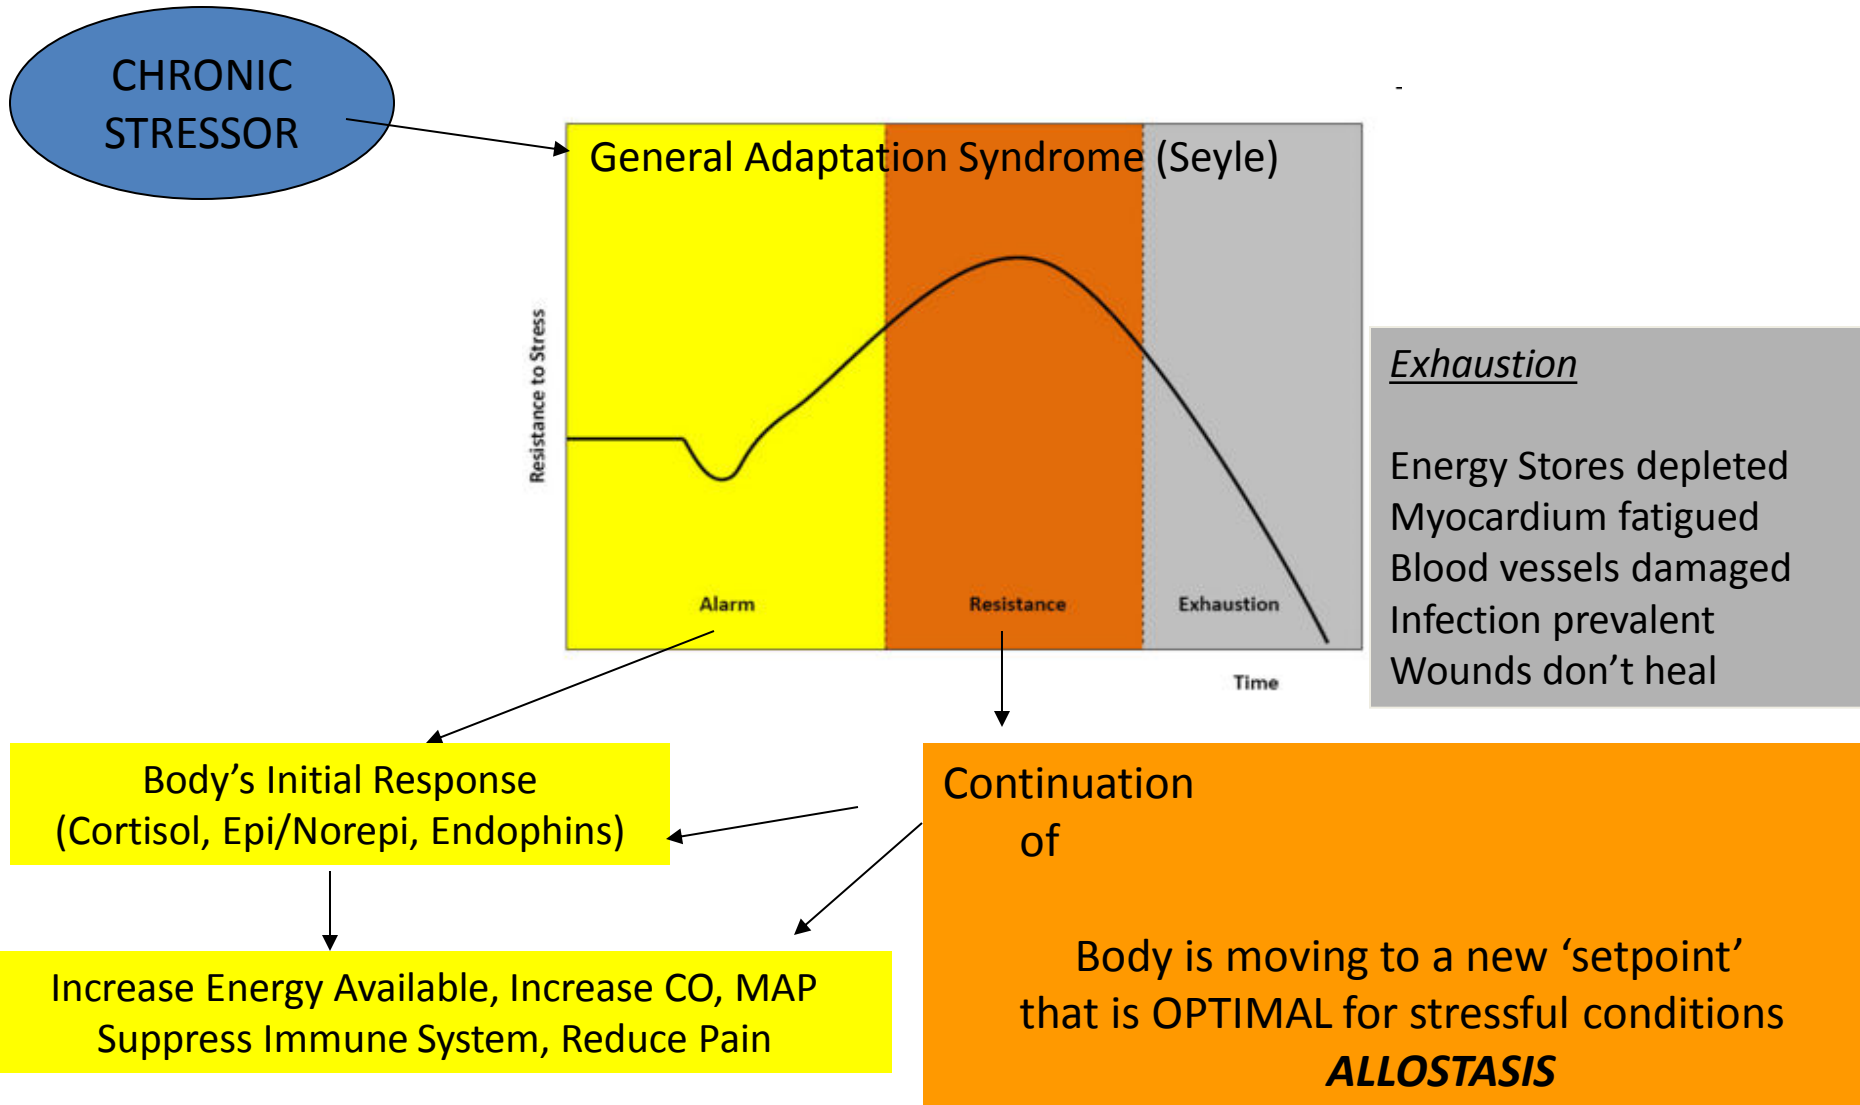 CHRONIC
STRESSOR
-
General Adaptation Syndrome (Seyle)
Resistance to Stress
Alarm
Resistance
Exhaustion
Time
Exhaustion
Energy Stores depleted
Myocardium fatigued
Blood vessels damaged
Infection prevalent
Wounds don’t heal
Body’s Initial Response
(Cortisol, Epi/Norepi, Endophins)
Increase Energy Available, Increase CO, MAP
Suppress Immune System, Reduce Pain
Continuation
of
Body is moving to a new ‘setpoint’
that is OPTIMAL for stressful conditions
ALLOSTASIS